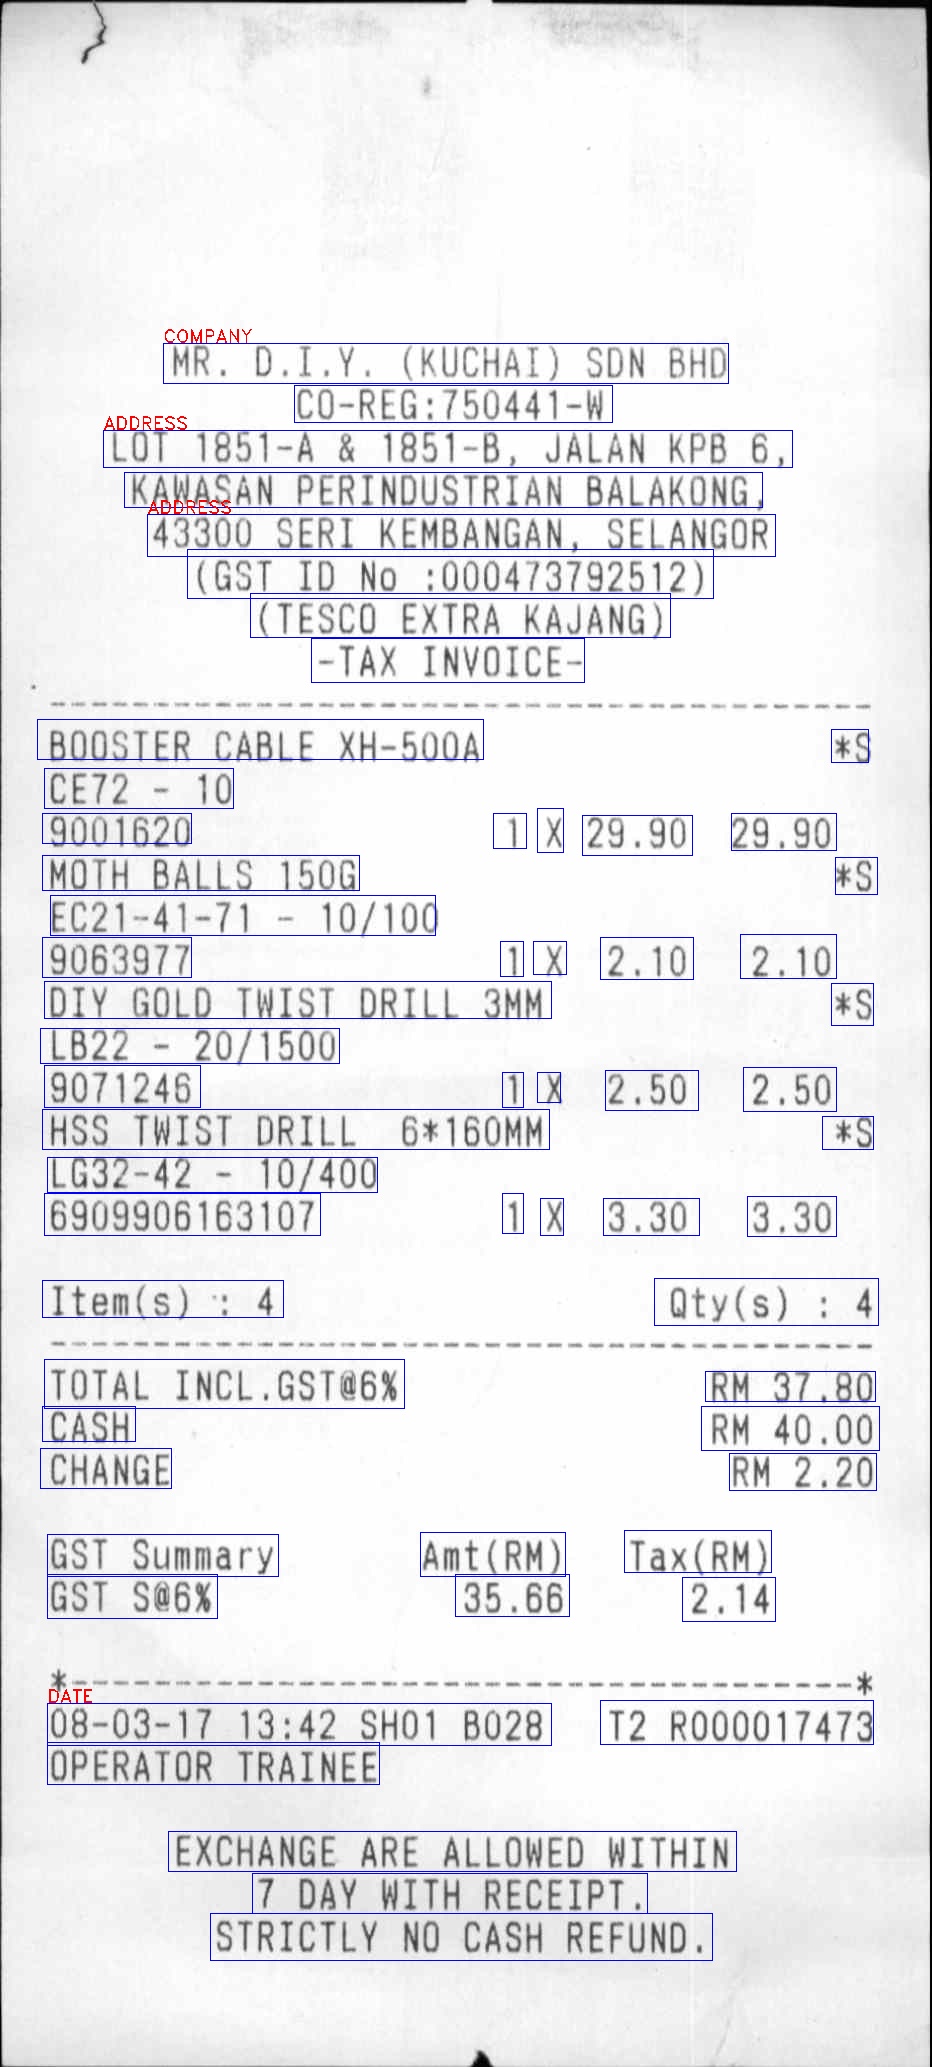 COMPANY
MR. D.I.Y. (KUCHAI) SDN BHD
CO-REG:750441-W
ADDRESS
LOT 1851-A & 1851-B, JALAN KPB 6,
KAWASAN PERINDUSTRIAN BALAKONG,
ADDRESS
43300 SERI KEMBANGAN, SELANGOR
(GST ID No :000473792512)
(TESCO EXTRA KAJANG)
-TAX INVOICE-
BOOSTER CABLE XH-500A *S
CE72 - 10
9001620 1 X 29.90 29.90
MOTH BALLS 150G *S
EC21-41-71 - 10/100
9063977 1 X 2.10 2.10
DIY GOLD TWIST DRILL 3MM *S
LB22 - 20/1500
9071246 1 X 2.50 2.50
HSS TWIST DRILL 6*160MM *S
LG32-42 - 10/400
6909906163107 1 X 3.30 3.30
Item(s) : 4 Qty(s) : 4
TOTAL INCL.GST@6% RM 37.80
CASH RM 40.00
CHANGE RM 2.20
GST Summary Amt(RM) Tax(RM)
GST S@6% 35.66 2.14
*--------------------------------------*
DATE
08-03-17 13:42 SH01 B028 T2 R000017473
OPERATOR TRAINEE
EXCHANGE ARE ALLOWED WITHIN
7 DAY WITH RECEIPT.
STRICTLY NO CASH REFUND.